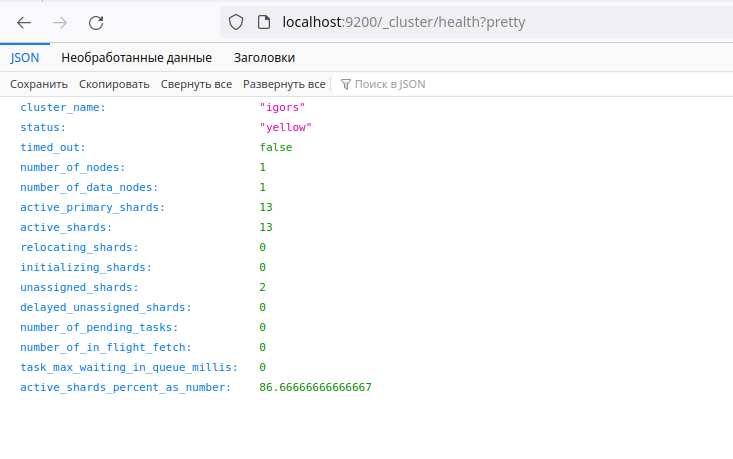 localhost:9200/_cluster/health?pretty
JSON Необработанные данные Заголовки
Сохранить Скопировать Свернуть все Развернуть все Поиск в JSON
cluster_name: "igors"
status: "yellow"
timed_out: false
number_of_nodes: 1
number_of_data_nodes: 1
active_primary_shards: 13
active_shards: 13
relocating_shards: 0
initializing_shards: 0
unassigned_shards: 2
delayed_unassigned_shards: 0
number_of_pending_tasks: 0
number_of_in_flight_fetch: 0
task_max_waiting_in_queue_millis: 0
active_shards_percent_as_number: 86.66666666666667